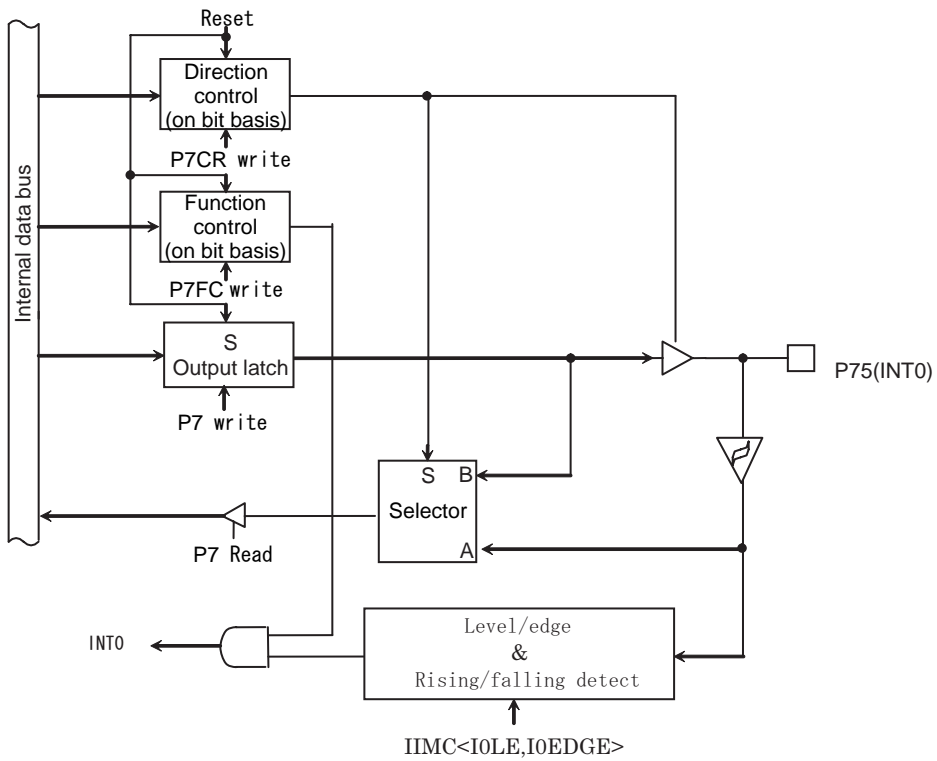 Reset
Direction
control
(on bit basis)
P7CR write
Internal data bus
Function
control
(on bit basis)
P7FC write
S
Output latch
P7 write
P75(INT0)
S B
Selector
A
P7 Read
INT0
Level/edge
&
Rising/falling detect
IIMC<I0LE,I0EDGE>